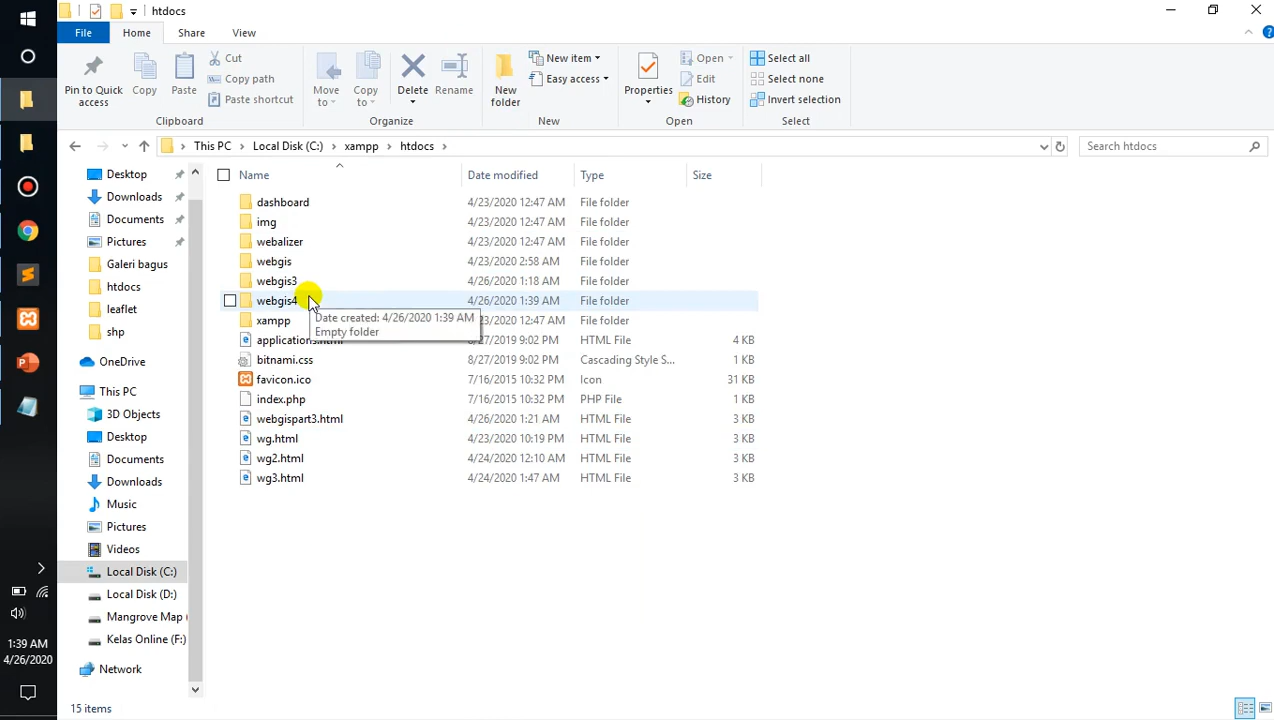 htdocs
File Home Share View
Pin to Quick access
Copy
Paste
Cut
Copy path
Paste shortcut
Clipboard
Move to
Copy to
Delete
Rename
Organize
New folder
New item
Easy access
New
Properties
Open
Edit
History
Open
Select all
Select none
Invert selection
Select
This PC > Local Disk (C:) > xampp > htdocs >
Search htdocs
Desktop
Downloads
Documents
Pictures
Galeri bagus
htdocs
leaflet
shp
OneDrive
This PC
3D Objects
Desktop
Documents
Downloads
Music
Pictures
Videos
Local Disk (C:)
Local Disk (D:)
Mangrove Map (
Kelas Online (F:)
Network
Name Date modified Type Size
dashboard 4/23/2020 12:47 AM File folder
img 4/23/2020 12:47 AM File folder
webalizer 4/23/2020 12:47 AM File folder
webgis 4/23/2020 2:58 AM File folder
webgis3 4/26/2020 1:18 AM File folder
webgis4 4/26/2020 1:39 AM File folder
xampp 23/2020 12:47 AM File folder
Date created: 4/26/2020 1:39 AM
Empty folder
applications.html 8/27/2019 9:02 PM HTML File 4 KB
bitnami.css 8/27/2019 9:02 PM Cascading Style S... 1 KB
favicon.ico 7/16/2015 10:32 PM Icon 31 KB
index.php 7/16/2015 10:32 PM PHP File 1 KB
webgispart3.html 4/26/2020 1:21 AM HTML File 3 KB
wg.html 4/23/2020 10:19 PM HTML File 3 KB
wg2.html 4/24/2020 12:10 AM HTML File 3 KB
wg3.html 4/24/2020 1:47 AM HTML File 3 KB
1:39 AM
4/26/2020
15 items